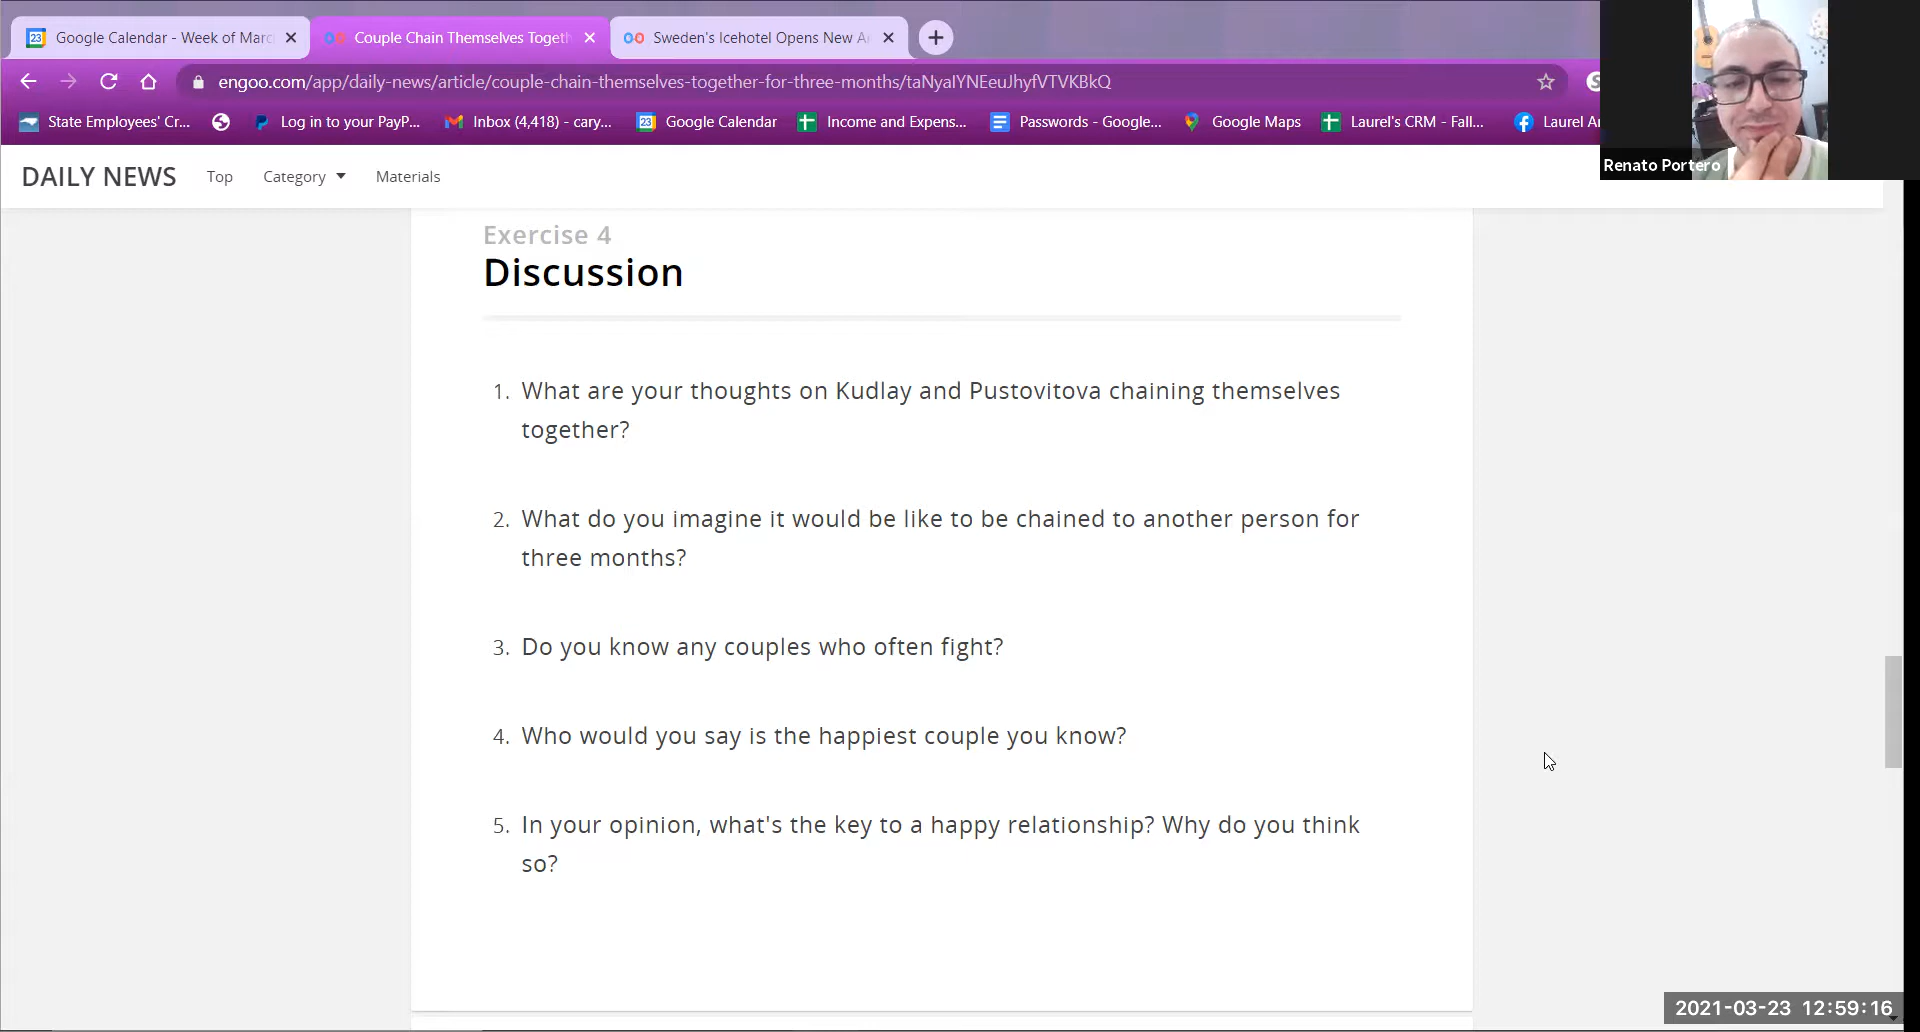 Google Calendar - Week of Marc
Couple Chain Themselves Togeth
Sweden's Icehotel Opens New A
engoo.com/app/daily-news/article/couple-chain-themselves-together-for-three-months/taNyaIYNEeuJhyfVTVKBkQ
State Employees' Cr...
Log in to your PayP...
Inbox (4,418) - cary...
Google Calendar
Income and Expens...
Passwords - Google...
Google Maps
Laurel's CRM - Fall...
Laurel Ar
Renato Portero
DAILY NEWS
Top
Category
Materials
Exercise 4
Discussion
1. What are your thoughts on Kudlay and Pustovitova chaining themselves
together?
2. What do you imagine it would be like to be chained to another person for
three months?
3. Do you know any couples who often fight?
4. Who would you say is the happiest couple you know?
5. In your opinion, what's the key to a happy relationship? Why do you think
so?
2021-03-23 12:59:16